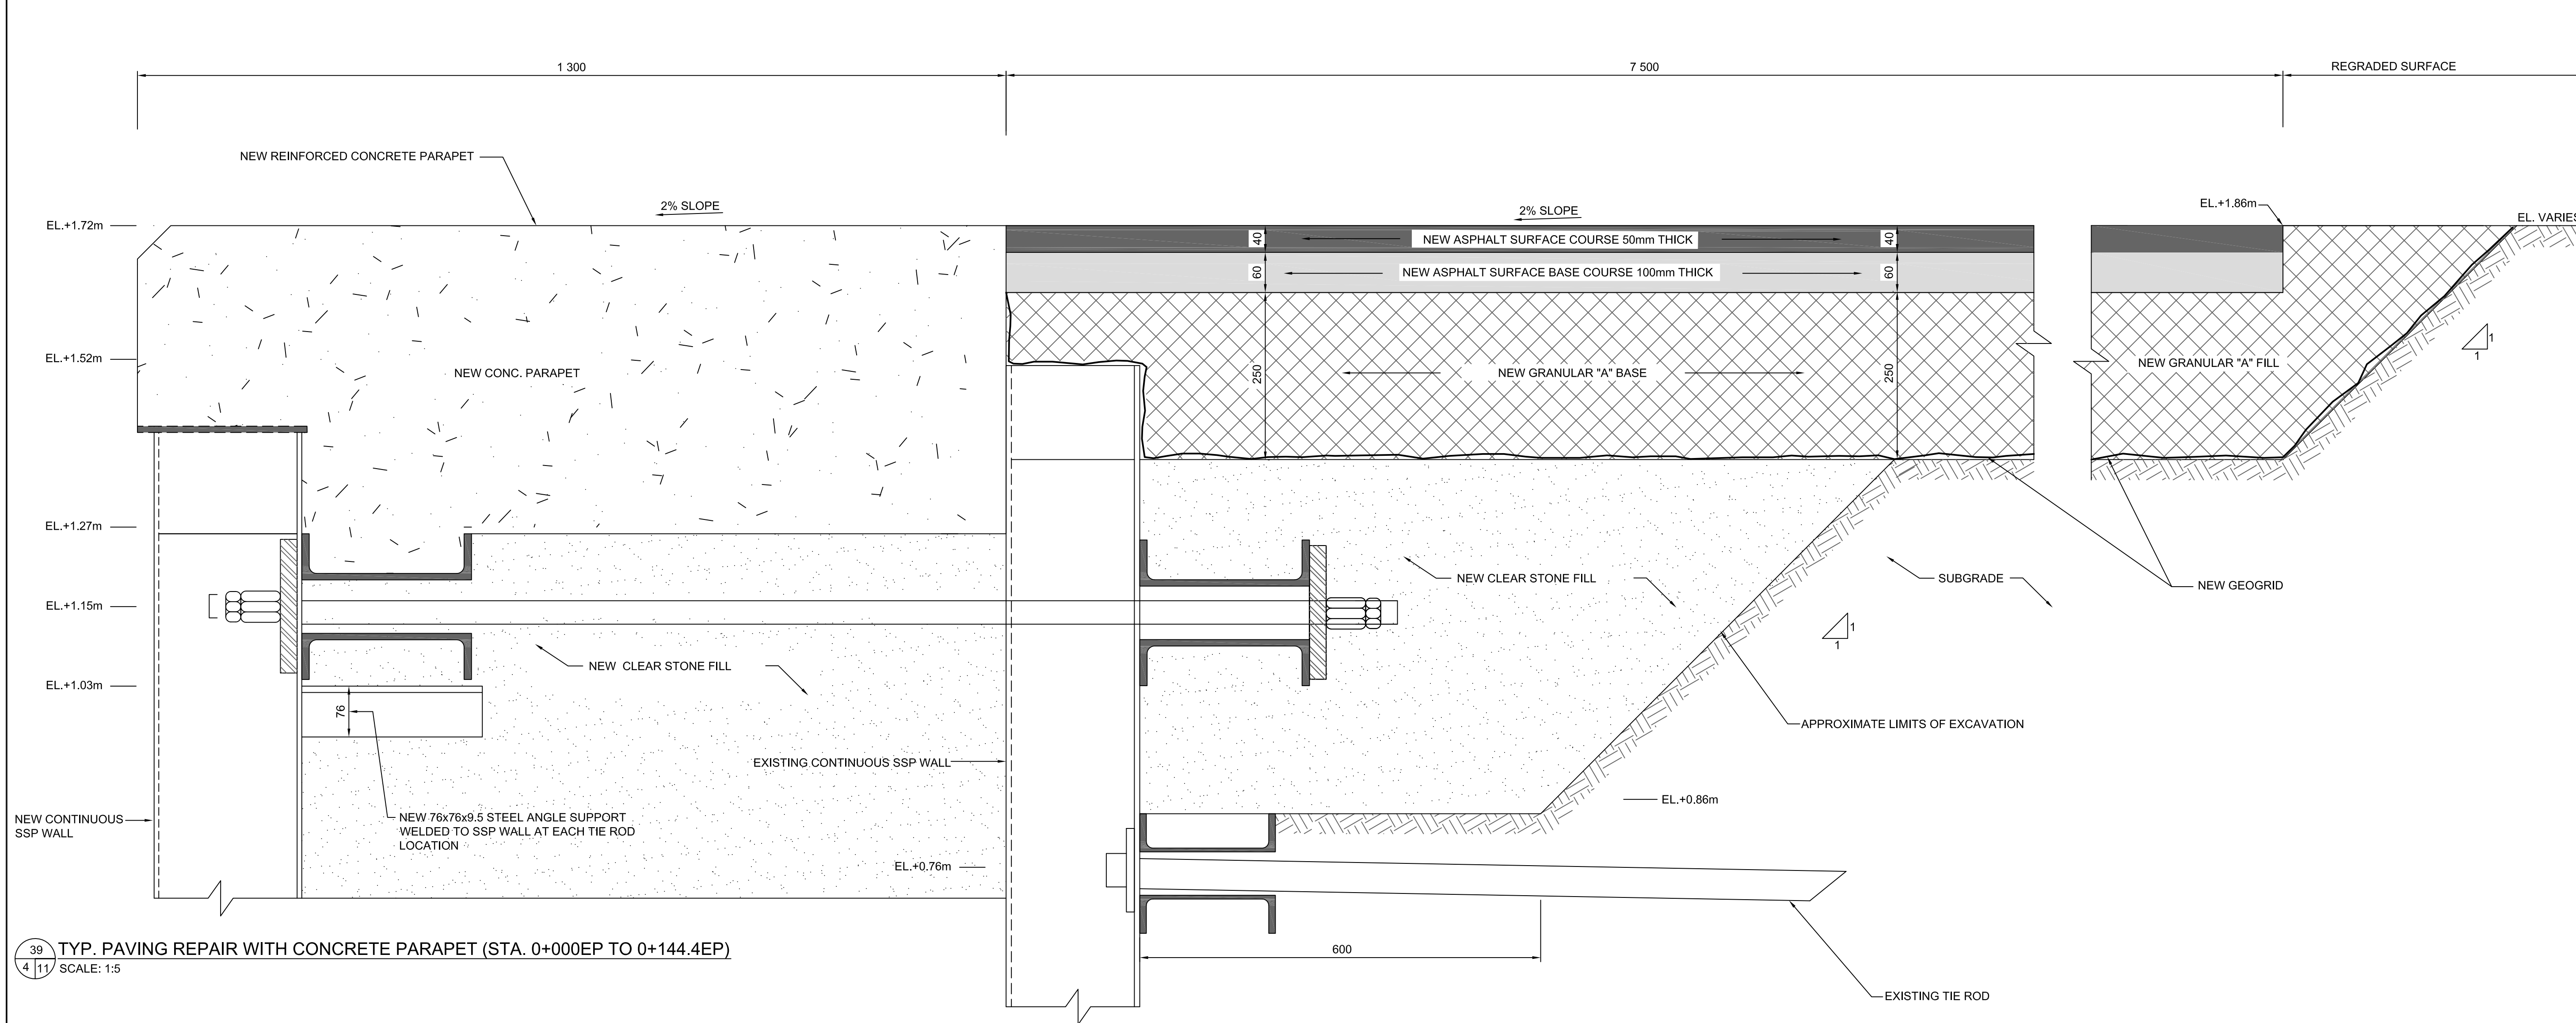 1 300
7 500
REGRADED SURFACE
NEW REINFORCED CONCRETE PARAPET
2% SLOPE
2% SLOPE
EL.+1.86m
EL.+1.72m
EL. VARIES
40
NEW ASPHALT SURFACE COURSE 50mm THICK
40
60
NEW ASPHALT SURFACE BASE COURSE 100mm THICK
60
EL.+1.52m
NEW CONC. PARAPET
250
NEW GRANULAR "A" BASE
250
NEW GRANULAR "A" FILL
1
1
EL.+1.27m
NEW CLEAR STONE FILL
SUBGRADE
NEW GEOGRID
EL.+1.15m
1
1
NEW CLEAR STONE FILL
EL.+1.03m
76
APPROXIMATE LIMITS OF EXCAVATION
EXISTING CONTINUOUS SSP WALL
EL.+0.86m
NEW CONTINUOUS
SSP WALL
NEW 76x76x9.5 STEEL ANGLE SUPPORT
WELDED TO SSP WALL AT EACH TIE ROD
LOCATION
EL.+0.76m
600
EXISTING TIE ROD
39
4 11
TYP. PAVING REPAIR WITH CONCRETE PARAPET (STA. 0+000EP TO 0+144.4EP)
SCALE: 1:5